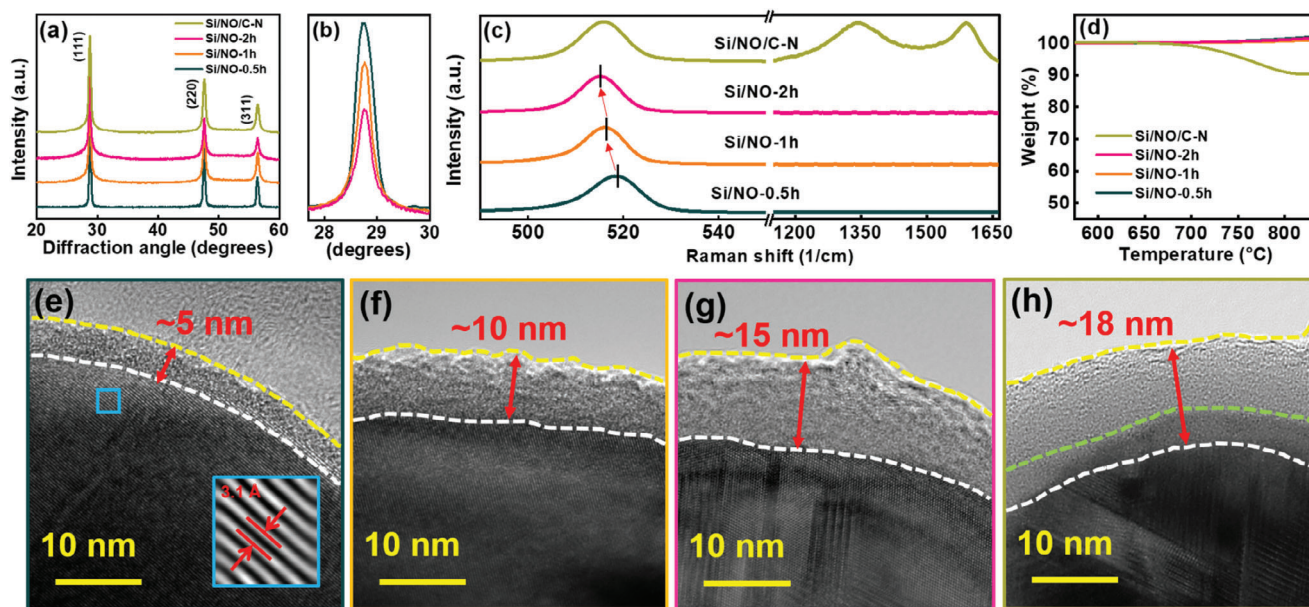 (a)
Si/NO/C-N
Si/NO-2h
Si/NO-1h
Si/NO-0.5h
(111)
(220)
(311)
Intensity (a.u.)
20 30 40 50 60
Diffraction angle (degrees)
(b)
28 29 30
(degrees)
(c)
Si/NO/C-N
Si/NO-2h
Si/NO-1h
Si/NO-0.5h
Intensity (a.u.)
500 520 540 1200 1350 1500 1650
Raman shift (1/cm)
(d)
100
90
80
70
60
50
Weight (%)
Si/NO/C-N
Si/NO-2h
Si/NO-1h
Si/NO-0.5h
600 650 700 750 800
Temperature (°C)
(e)
~5 nm
3.1 A
10 nm
(f)
~10 nm
10 nm
(g)
~15 nm
10 nm
(h)
~18 nm
10 nm